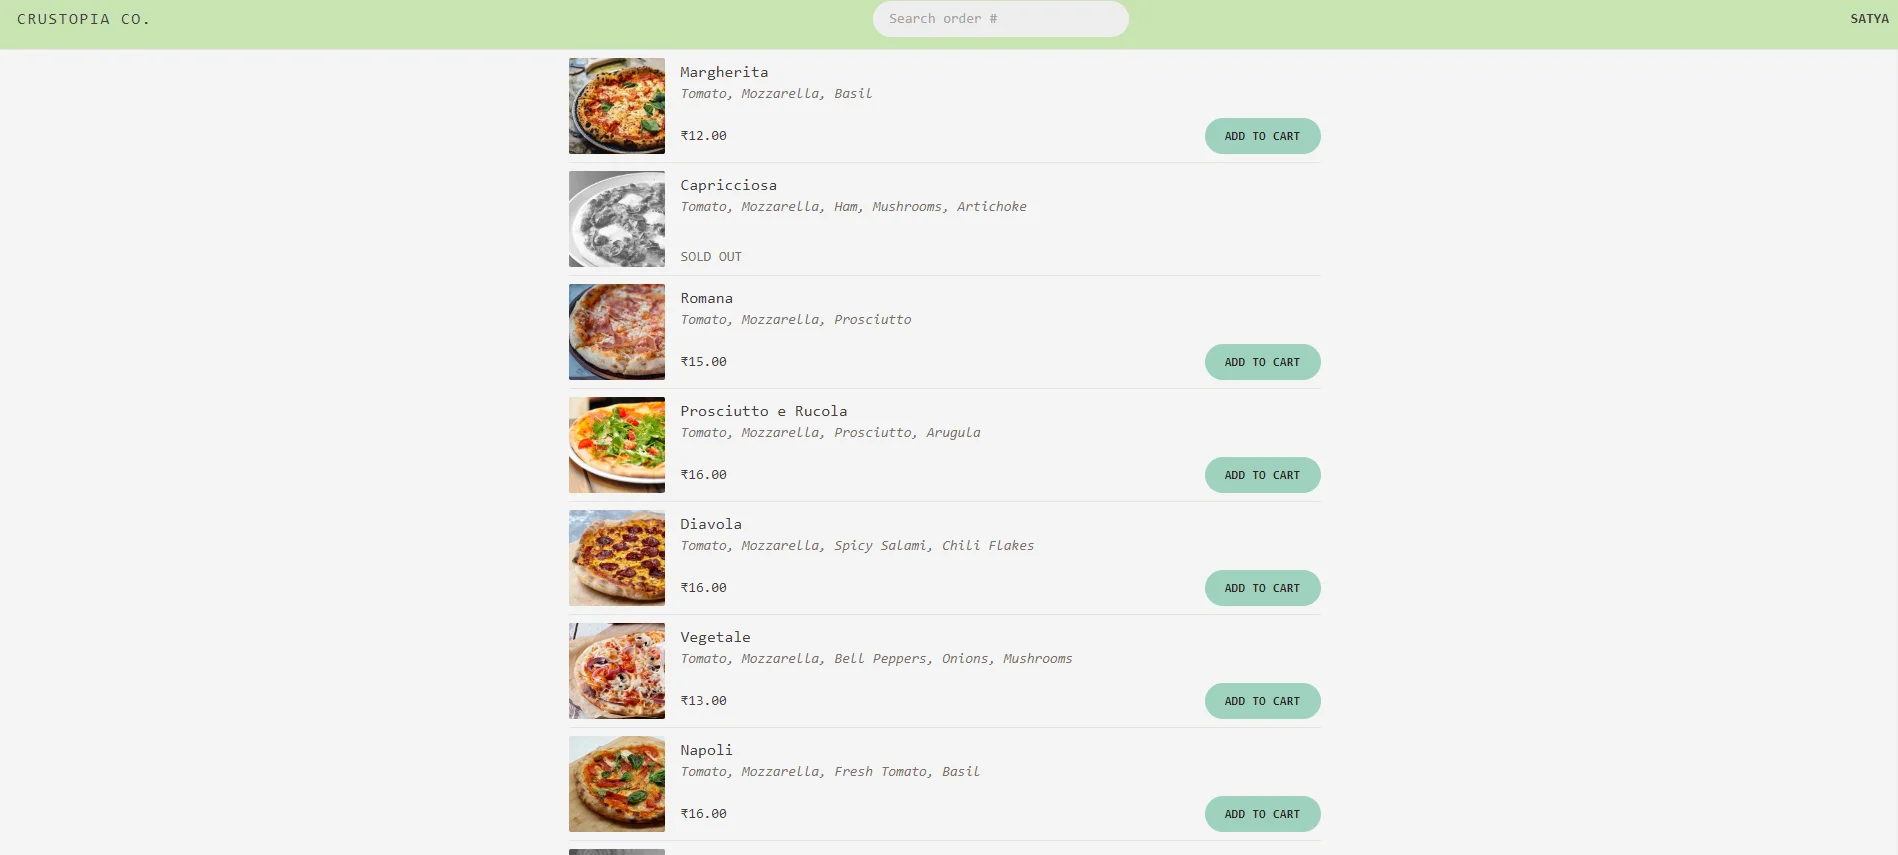 CRUSTOPIA CO.
Search order #
SATYA
Margherita
Tomato, Mozzarella, Basil
₹12.00
ADD TO CART
Capricciosa
Tomato, Mozzarella, Ham, Mushrooms, Artichoke
SOLD OUT
Romana
Tomato, Mozzarella, Prosciutto
₹15.00
ADD TO CART
Prosciutto e Rucola
Tomato, Mozzarella, Prosciutto, Arugula
₹16.00
ADD TO CART
Diavola
Tomato, Mozzarella, Spicy Salami, Chili Flakes
₹16.00
ADD TO CART
Vegetale
Tomato, Mozzarella, Bell Peppers, Onions, Mushrooms
₹13.00
ADD TO CART
Napoli
Tomato, Mozzarella, Fresh Tomato, Basil
₹16.00
ADD TO CART